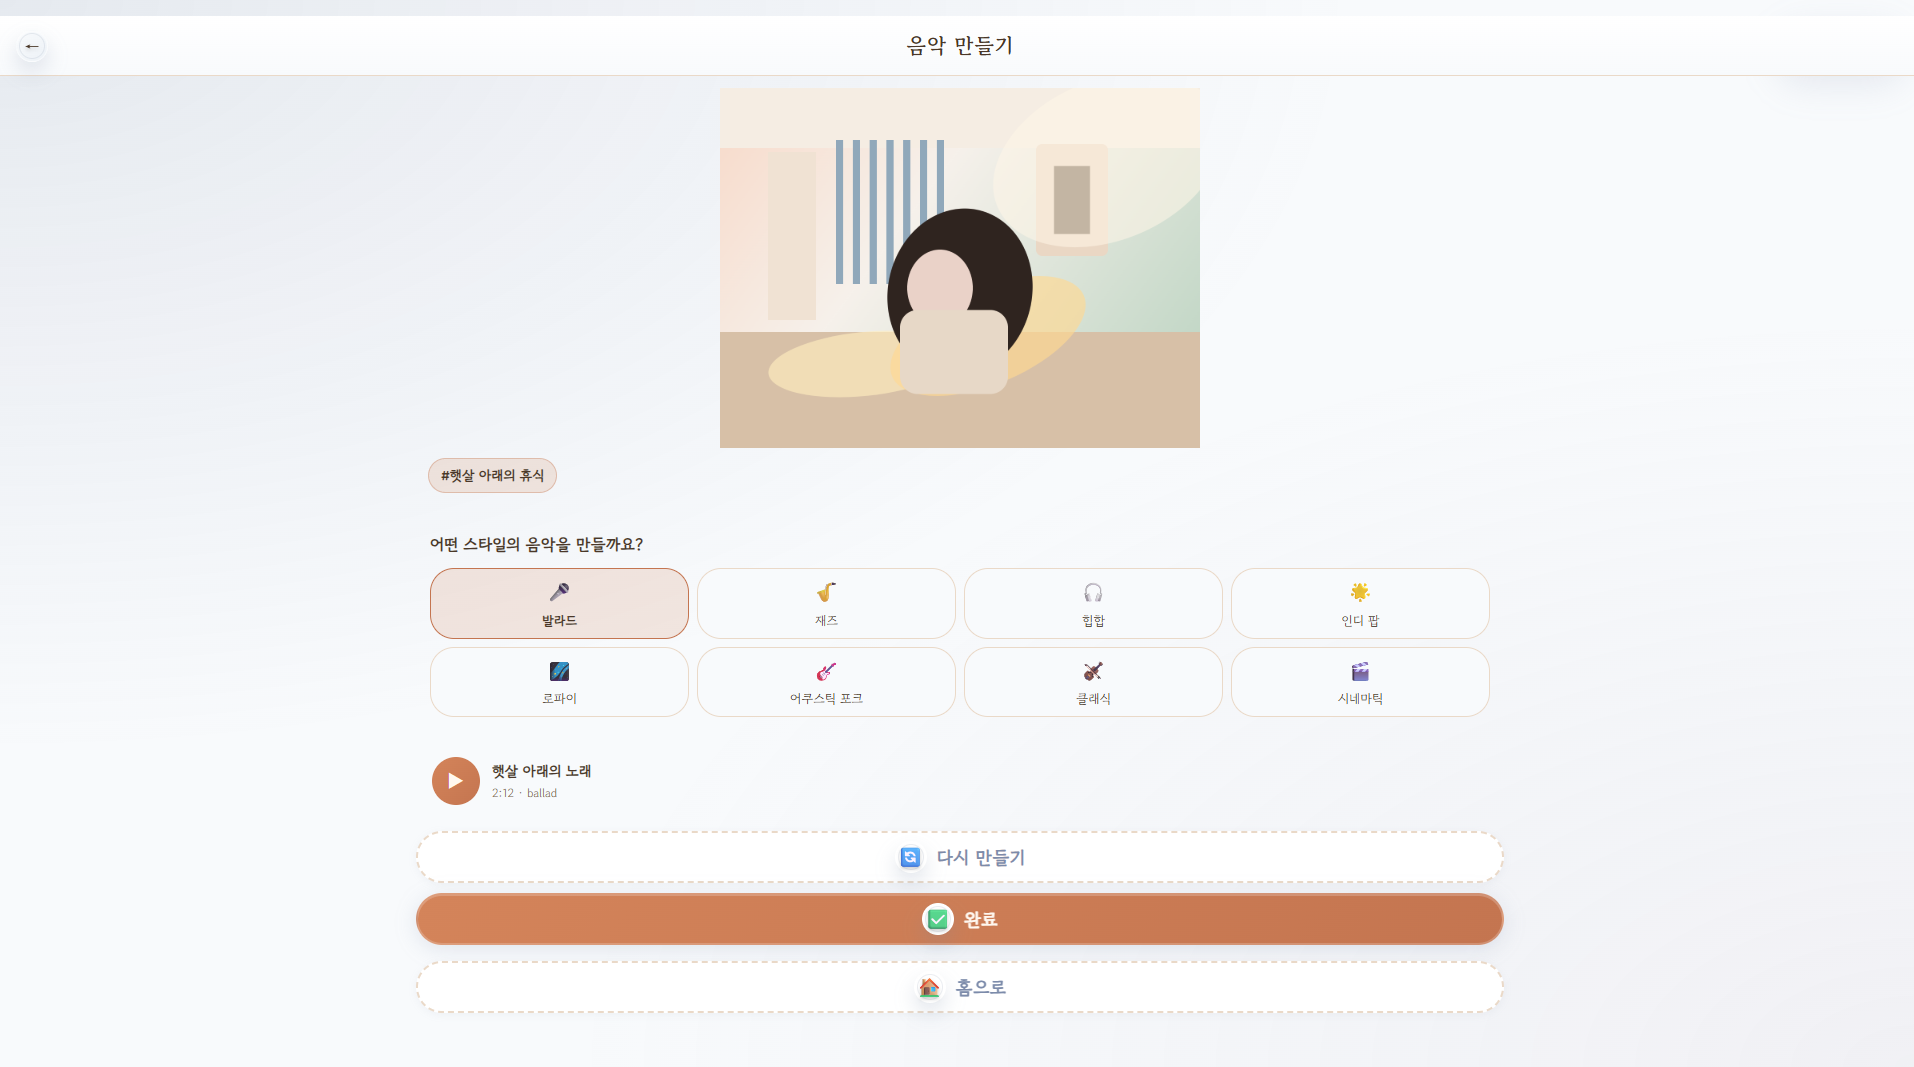 ←
음악 만들기
#햇살 아래의 휴식
어떤 스타일의 음악을 만들까요?
발라드
재즈
힙합
인디 팝
로파이
어쿠스틱 포크
클래식
시네마틱
햇살 아래의 노래
2:12 · ballad
다시 만들기
완료
홈으로